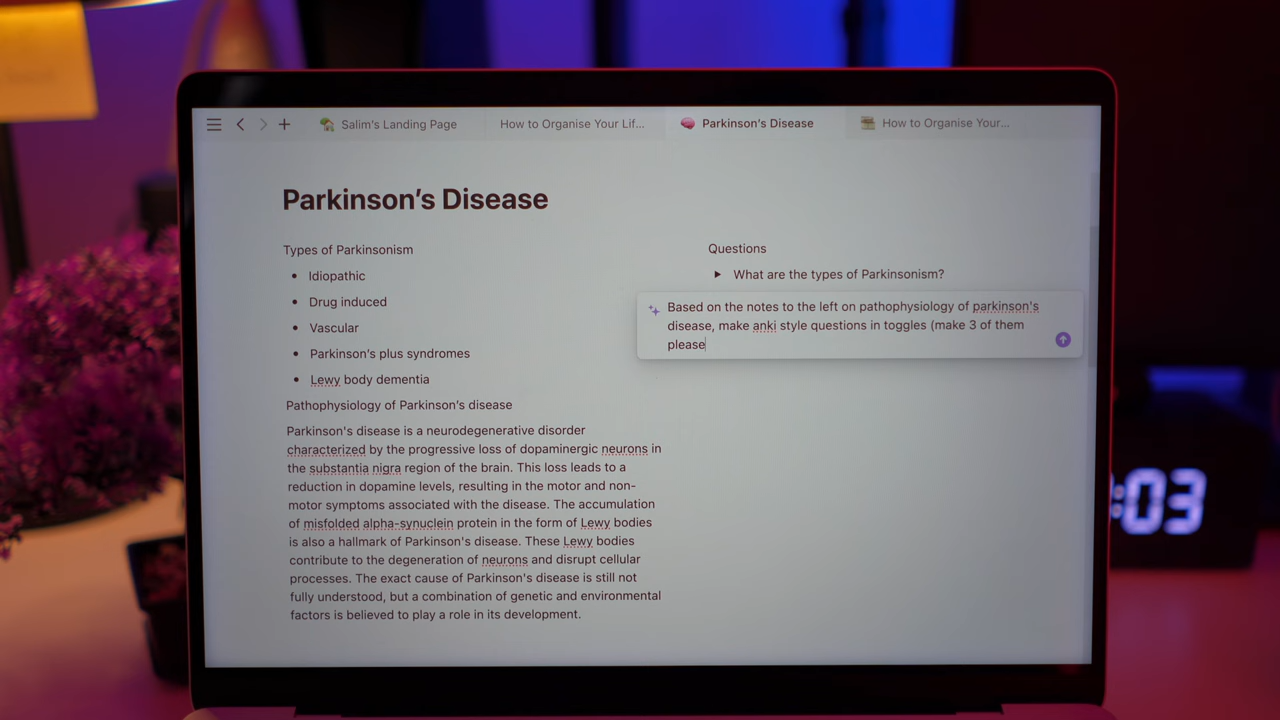 Salim's Landing Page
How to Organise Your Lif...
Parkinson's Disease
How to Organise Your...
Parkinson's Disease
Types of Parkinsonism
• Idiopathic
• Drug induced
• Vascular
• Parkinson's plus syndromes
• Lewy body dementia
Pathophysiology of Parkinson's disease
Parkinson's disease is a neurodegenerative disorder
characterized by the progressive loss of dopaminergic neurons in
the substantia nigra region of the brain. This loss leads to a
reduction in dopamine levels, resulting in the motor and non-
motor symptoms associated with the disease. The accumulation
of misfolded alpha-synuclein protein in the form of Lewy bodies
is also a hallmark of Parkinson's disease. These Lewy bodies
contribute to the degeneration of neurons and disrupt cellular
processes. The exact cause of Parkinson's disease is still not
fully understood, but a combination of genetic and environmental
factors is believed to play a role in its development.
Questions
What are the types of Parkinsonism?
Based on the notes to the left on pathophysiology of parkinson's
disease, make anki style questions in toggles (make 3 of them
please
:03